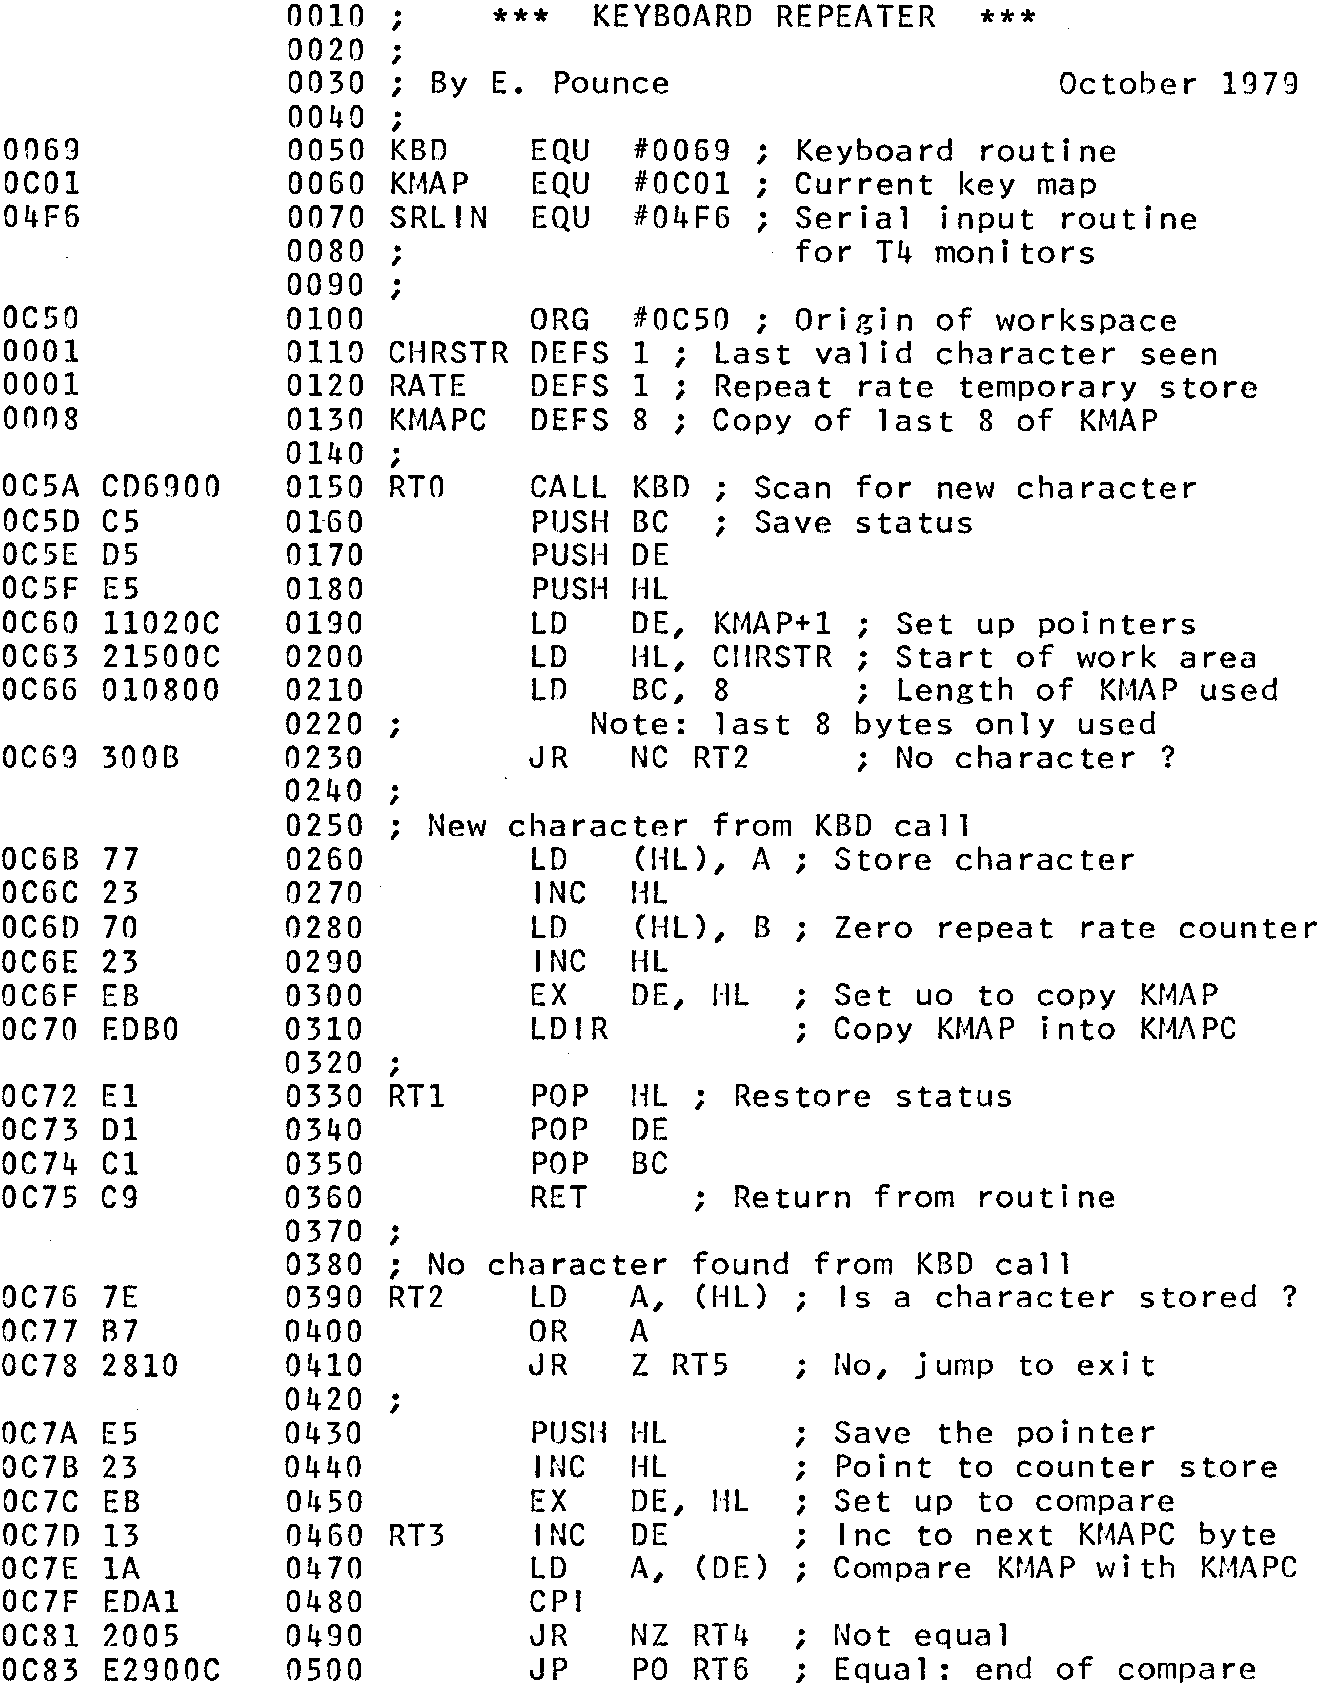 0010 ;    ***  KEYBOARD REPEATER  ***
0020 ;
0030 ; By E. Pounce                   October 1979
0040 ;
0069          0050 KBD    EQU  #0069 ; Keyboard routine
0C01          0060 KMAP   EQU  #0C01 ; Current key map
04F6          0070 SRLIN  EQU  #04F6 ; Serial input routine
0080 ;                   for T4 monitors
0090 ;
0C50          0100        ORG  #0C50 ; Origin of workspace
0001          0110 CHRSTR DEFS 1 ; Last valid character seen
0001          0120 RATE   DEFS 1 ; Repeat rate temporary store
0008          0130 KMAPC  DEFS 8 ; Copy of last 8 of KMAP
0140 ;
0C5A CD6900   0150 RT0    CALL KBD ; Scan for new character
0C5D C5       0160        PUSH BC  ; Save status
0C5E D5       0170        PUSH DE
0C5F E5       0180        PUSH HL
0C60 11020C   0190        LD   DE, KMAP+1 ; Set up pointers
0C63 21500C   0200        LD   HL, CHRSTR ; Start of work area
0C66 010800   0210        LD   BC, 8      ; Length of KMAP used
0220 ;         Note: last 8 bytes only used
0C69 300B     0230        JR   NC RT2     ; No character ?
0240 ;
0250 ; New character from KBD call
0C6B 77       0260        LD   (HL), A ; Store character
0C6C 23       0270        INC  HL
0C6D 70       0280        LD   (HL), B ; Zero repeat rate counter
0C6E 23       0290        INC  HL
0C6F EB       0300        EX   DE, HL  ; Set uo to copy KMAP
0C70 EDB0     0310        LDIR         ; Copy KMAP into KMAPC
0320 ;
0C72 E1       0330 RT1    POP  HL ; Restore status
0C73 D1       0340        POP  DE
0C74 C1       0350        POP  BC
0C75 C9       0360        RET     ; Return from routine
0370 ;
0380 ; No character found from KBD call
0C76 7E       0390 RT2    LD   A, (HL) ; Is a character stored ?
0C77 B7       0400        OR   A
0C78 2810     0410        JR   Z RT5   ; No, jump to exit
0420 ;
0C7A E5       0430        PUSH HL      ; Save the pointer
0C7B 23       0440        INC  HL      ; Point to counter store
0C7C EB       0450        EX   DE, HL  ; Set up to compare
0C7D 13       0460 RT3    INC  DE      ; Inc to next KMAPC byte
0C7E 1A       0470        LD   A, (DE) ; Compare KMAP with KMAPC
0C7F EDA1     0480        CPI
0C81 2005     0490        JR   NZ RT4  ; Not equal
0C83 E2900C   0500        JP   PO RT6  ; Equal: end of compare